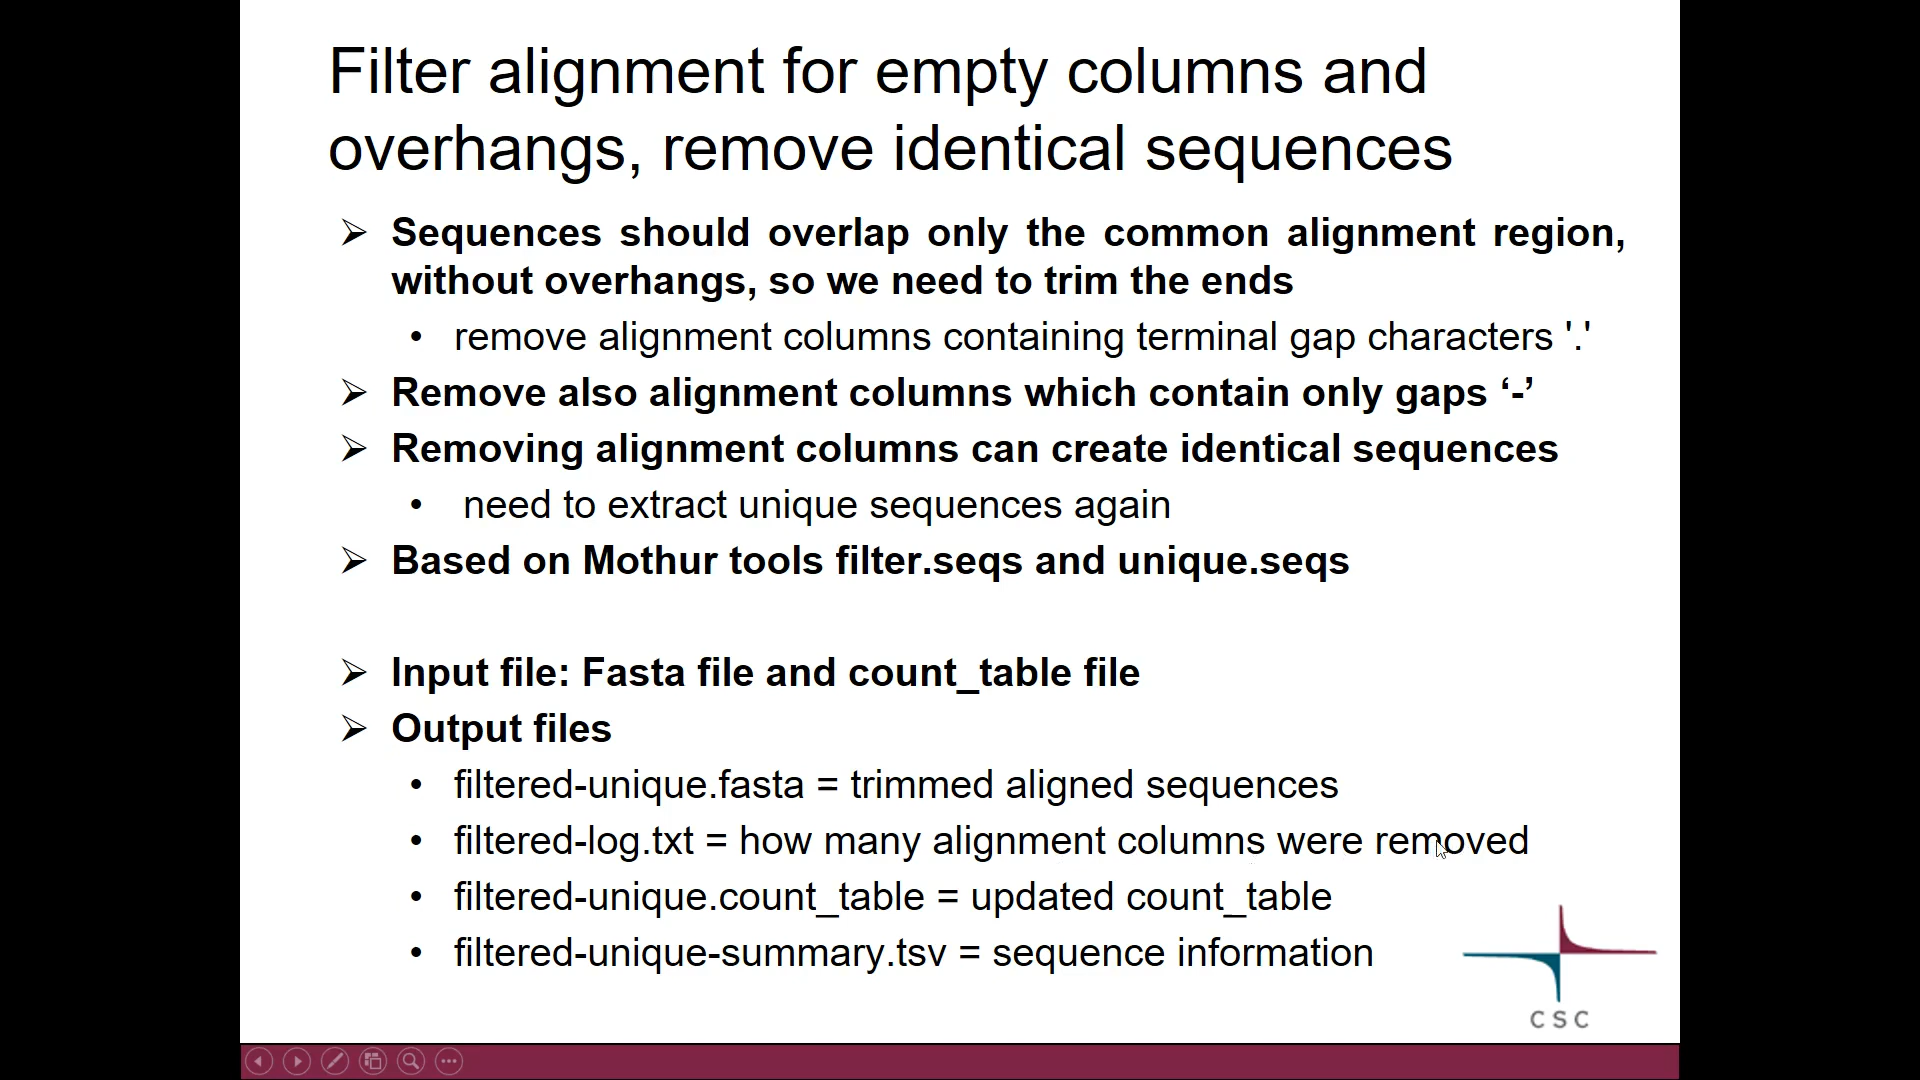 Filter alignment for empty columns and
overhangs, remove identical sequences
➢ Sequences should overlap only the common alignment region,
without overhangs, so we need to trim the ends
• remove alignment columns containing terminal gap characters '.'
➢ Remove also alignment columns which contain only gaps ‘-’
➢ Removing alignment columns can create identical sequences
• need to extract unique sequences again
➢ Based on Mothur tools filter.seqs and unique.seqs
➢ Input file: Fasta file and count_table file
➢ Output files
• filtered-unique.fasta = trimmed aligned sequences
• filtered-log.txt = how many alignment columns were removed
• filtered-unique.count_table = updated count_table
• filtered-unique-summary.tsv = sequence information
CSC